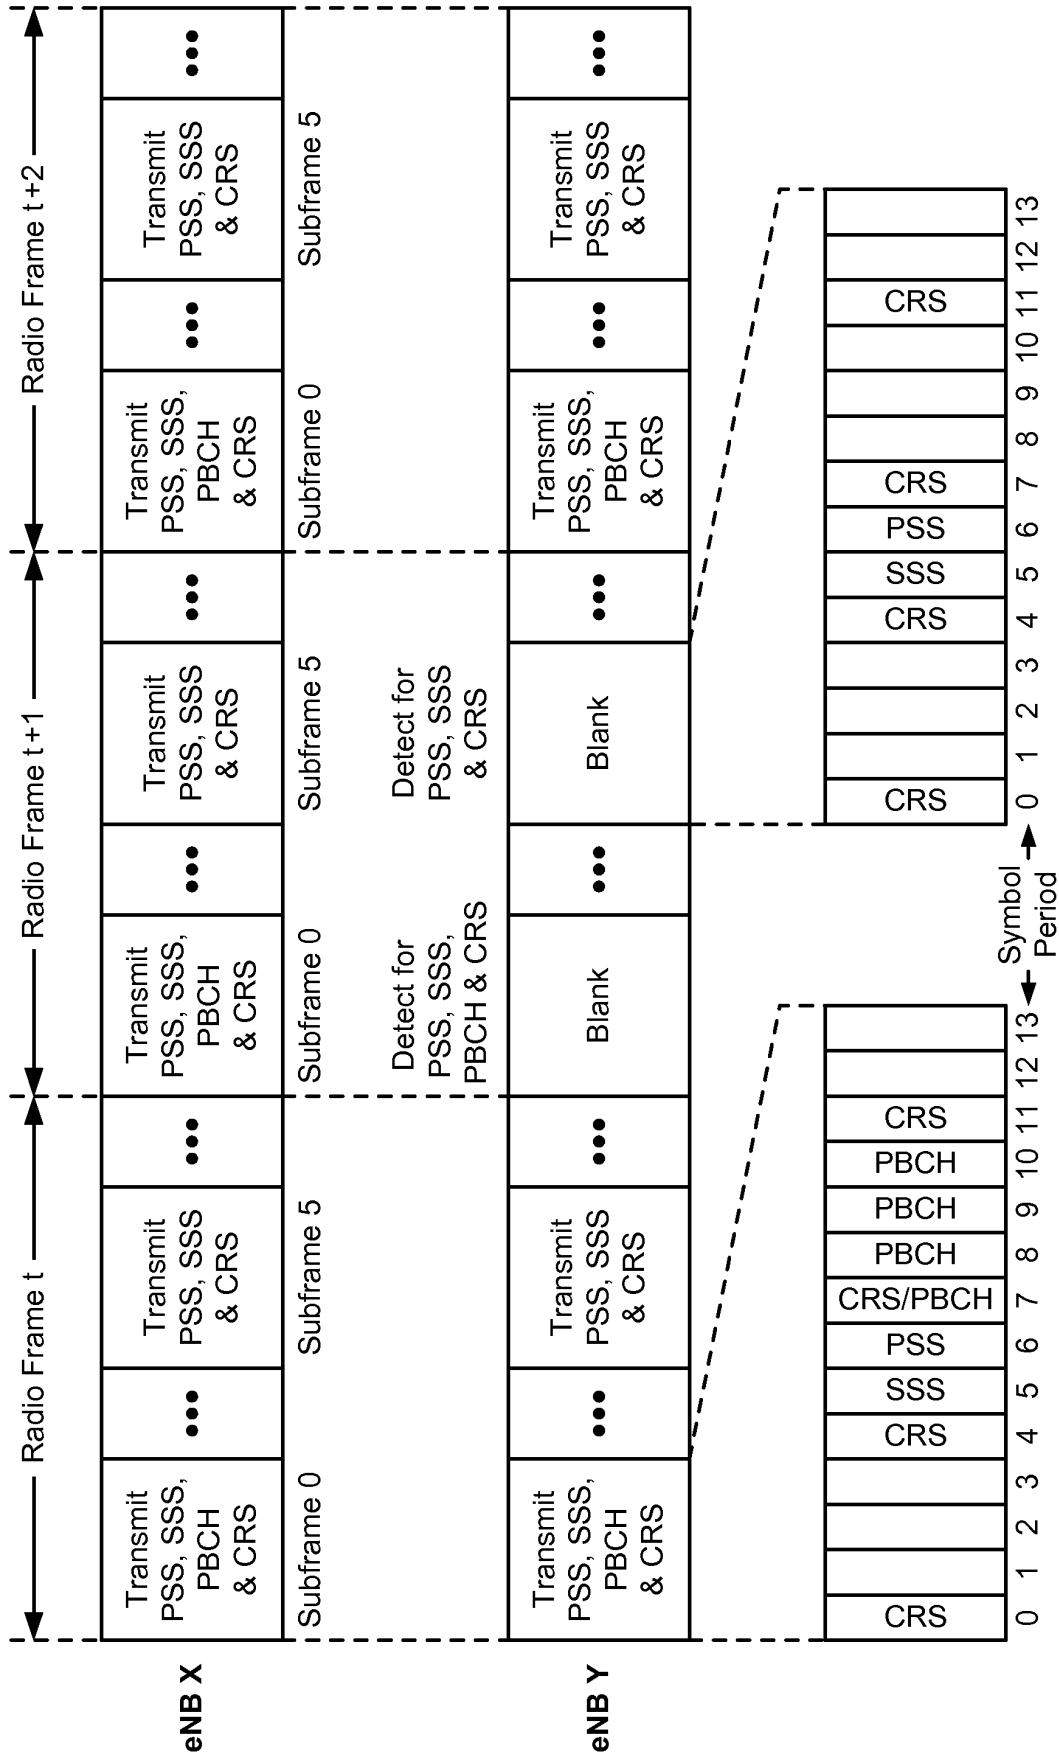 Radio Frame t
Radio Frame t+1
Radio Frame t+2
eNB X
Transmit
PSS, SSS,
PBCH
& CRS
•••
Transmit
PSS, SSS
& CRS
•••
Transmit
PSS, SSS,
PBCH
& CRS
•••
Transmit
PSS, SSS
& CRS
•••
Transmit
PSS, SSS,
PBCH
& CRS
•••
Transmit
PSS, SSS
& CRS
•••
Subframe 0
Subframe 5
Subframe 0
Subframe 5
Subframe 0
Subframe 5
Detect for
PSS, SSS,
PBCH & CRS
Detect for
PSS, SSS
& CRS
eNB Y
Transmit
PSS, SSS,
PBCH
& CRS
•••
Transmit
PSS, SSS
& CRS
•••
Blank
•••
Blank
•••
Transmit
PSS, SSS,
PBCH
& CRS
•••
Transmit
PSS, SSS
& CRS
•••
CRS
CRS
SSS
PSS
CRS/PBCH
PBCH
PBCH
PBCH
CRS
0 1 2 3 4 5 6 7 8 9 10 11 12 13
Symbol
Period
CRS
CRS
SSS
PSS
CRS
CRS
0 1 2 3 4 5 6 7 8 9 10 11 12 13